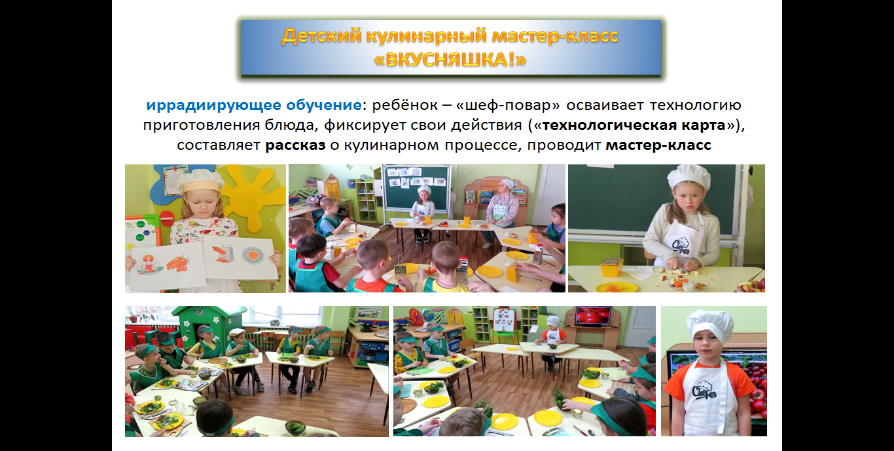 Детский кулинарный мастер-класс
«ВКУСНЯШКА!»
иррадиирующее обучение: ребёнок – «шеф-повар» осваивает технологию
приготовления блюда, фиксирует свои действия («технологическая карта»),
составляет рассказ о кулинарном процессе, проводит мастер-класс